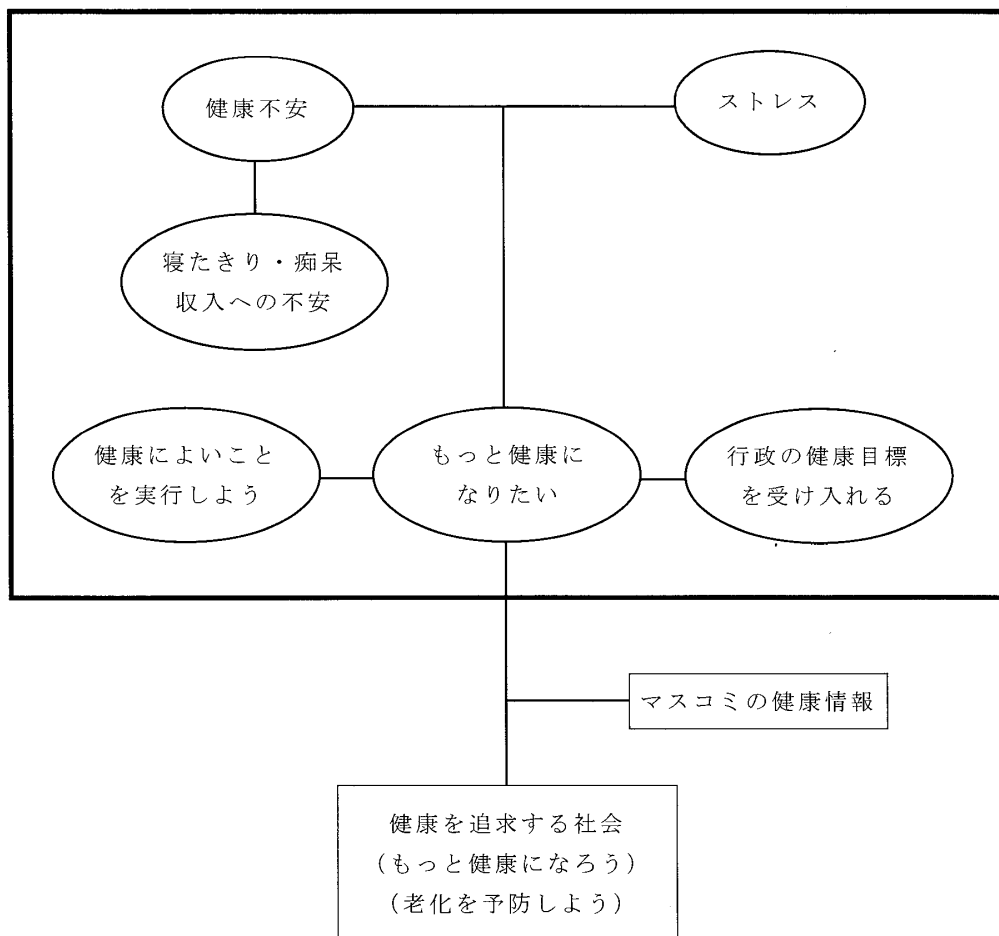 健康不安
ストレス
寝たきり・痴呆
収入への不安
健康によいこと
を実行しよう
もっと健康に
なりたい
行政の健康目標
を受け入れる
マスコミの健康情報
健康を追求する社会
(もっと健康になろう)
(老化を予防しよう)